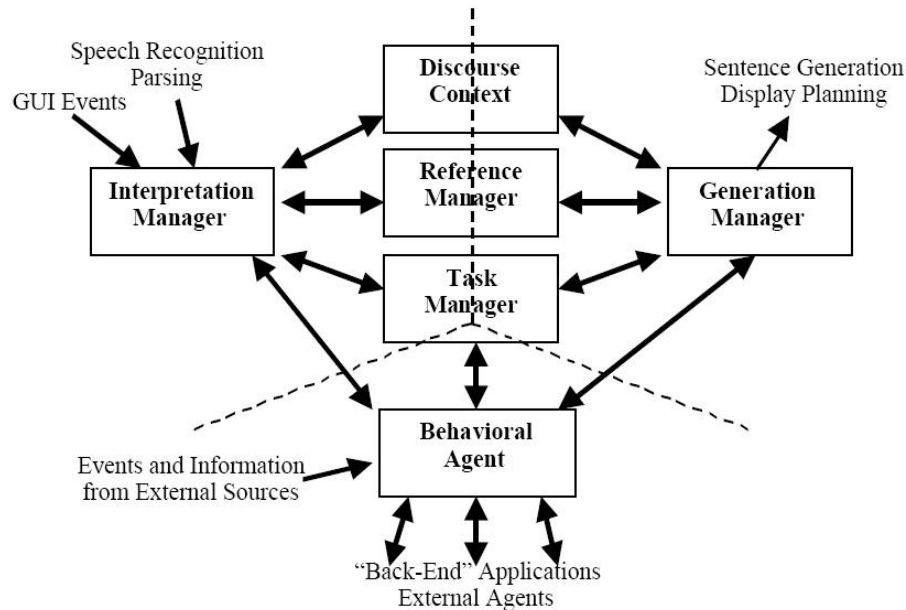 Speech Recognition
Parsing
GUI Events
Discourse
Context
Sentence Generation
Display Planning
Interpretation
Manager
Reference
Manager
Generation
Manager
Task
Manager
Behavioral
Agent
Events and Information
from External Sources
“Back-End” Applications
External Agents